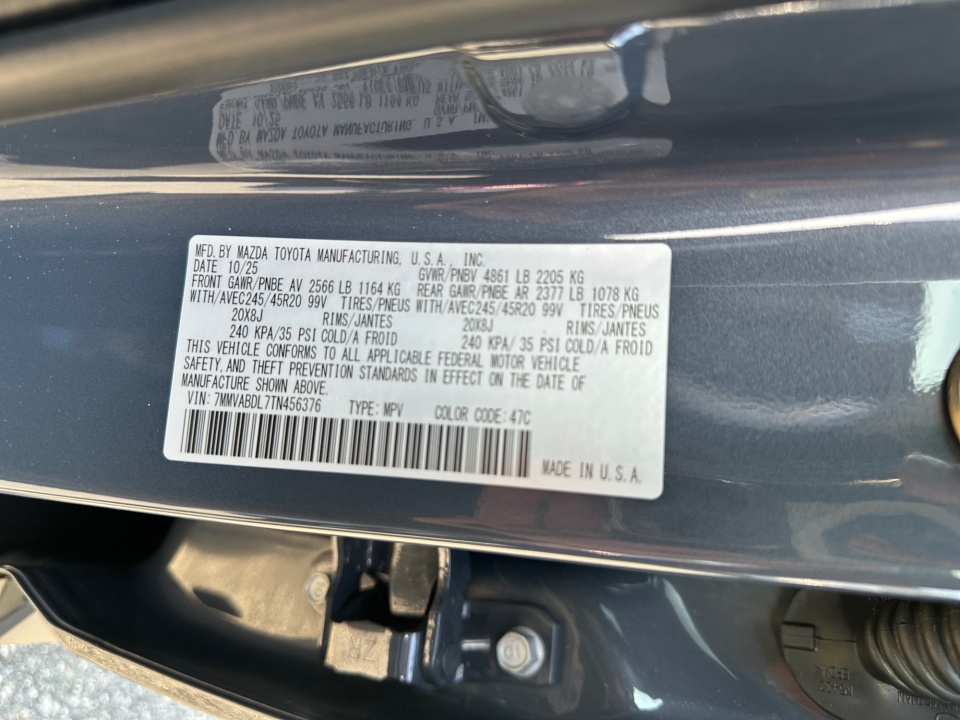 MFD. BY MAZDA TOYOTA MANUFACTURING, U.S.A., INC.
DATE 10/25 GVWR/PNBV 4861 LB 2205 KG
FRONT GAWR/PNBE AV 2566 LB 1164 KG REAR GAWR/PNBE AR 2377 LB 1078 KG
WITH/AVEC245/45R20 99V TIRES/PNEUS WITH/AVEC245/45R20 99V TIRES/PNEUS
20X8J RIMS/JANTES 20X8J RIMS/JANTES
240 KPA/35 PSI COLD/A FROID 240 KPA/ 35 PSI COLD/A FROID
THIS VEHICLE CONFORMS TO ALL APPLICABLE FEDERAL MOTOR VEHICLE
SAFETY, AND THEFT PREVENTION STANDARDS IN EFFECT ON THE DATE OF
MANUFACTURE SHOWN ABOVE.
VIN: 7MMVABDL7TN456376 TYPE: MPV COLOR CODE: 47C
MADE IN U.S.A.
ZR
10